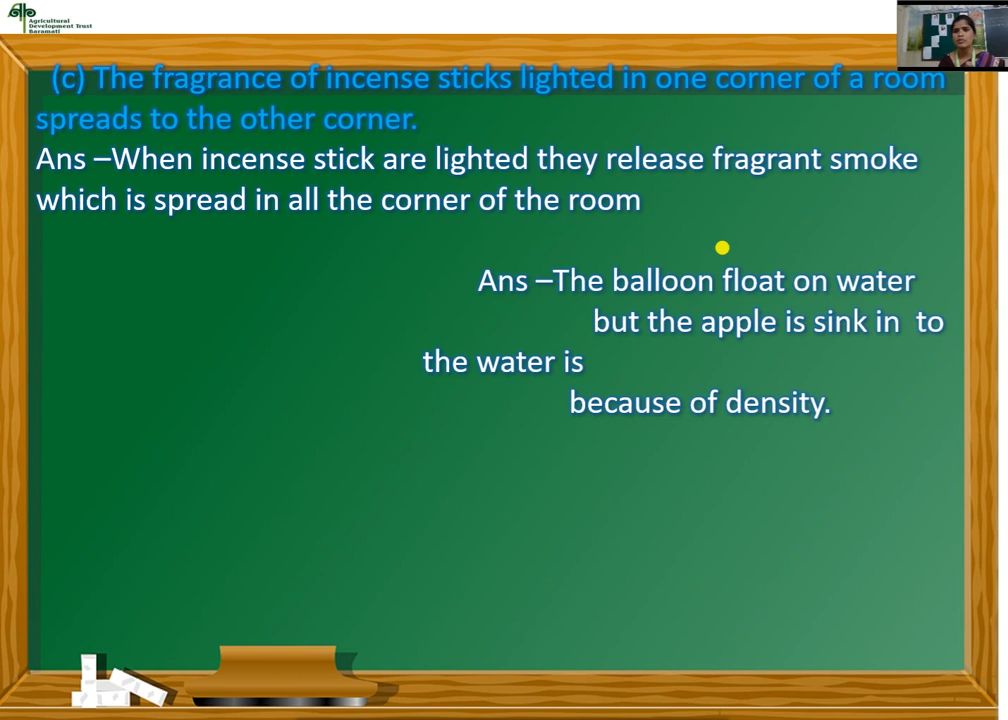 Agricultural
Development Trust
Baramati
(c) The fragrance of incense sticks lighted in one corner of a room
spreads to the other corner.
Ans –When incense stick are lighted they release fragrant smoke
which is spread in all the corner of the room
Ans –The balloon float on water
but the apple is sink in to
the water is
because of density.